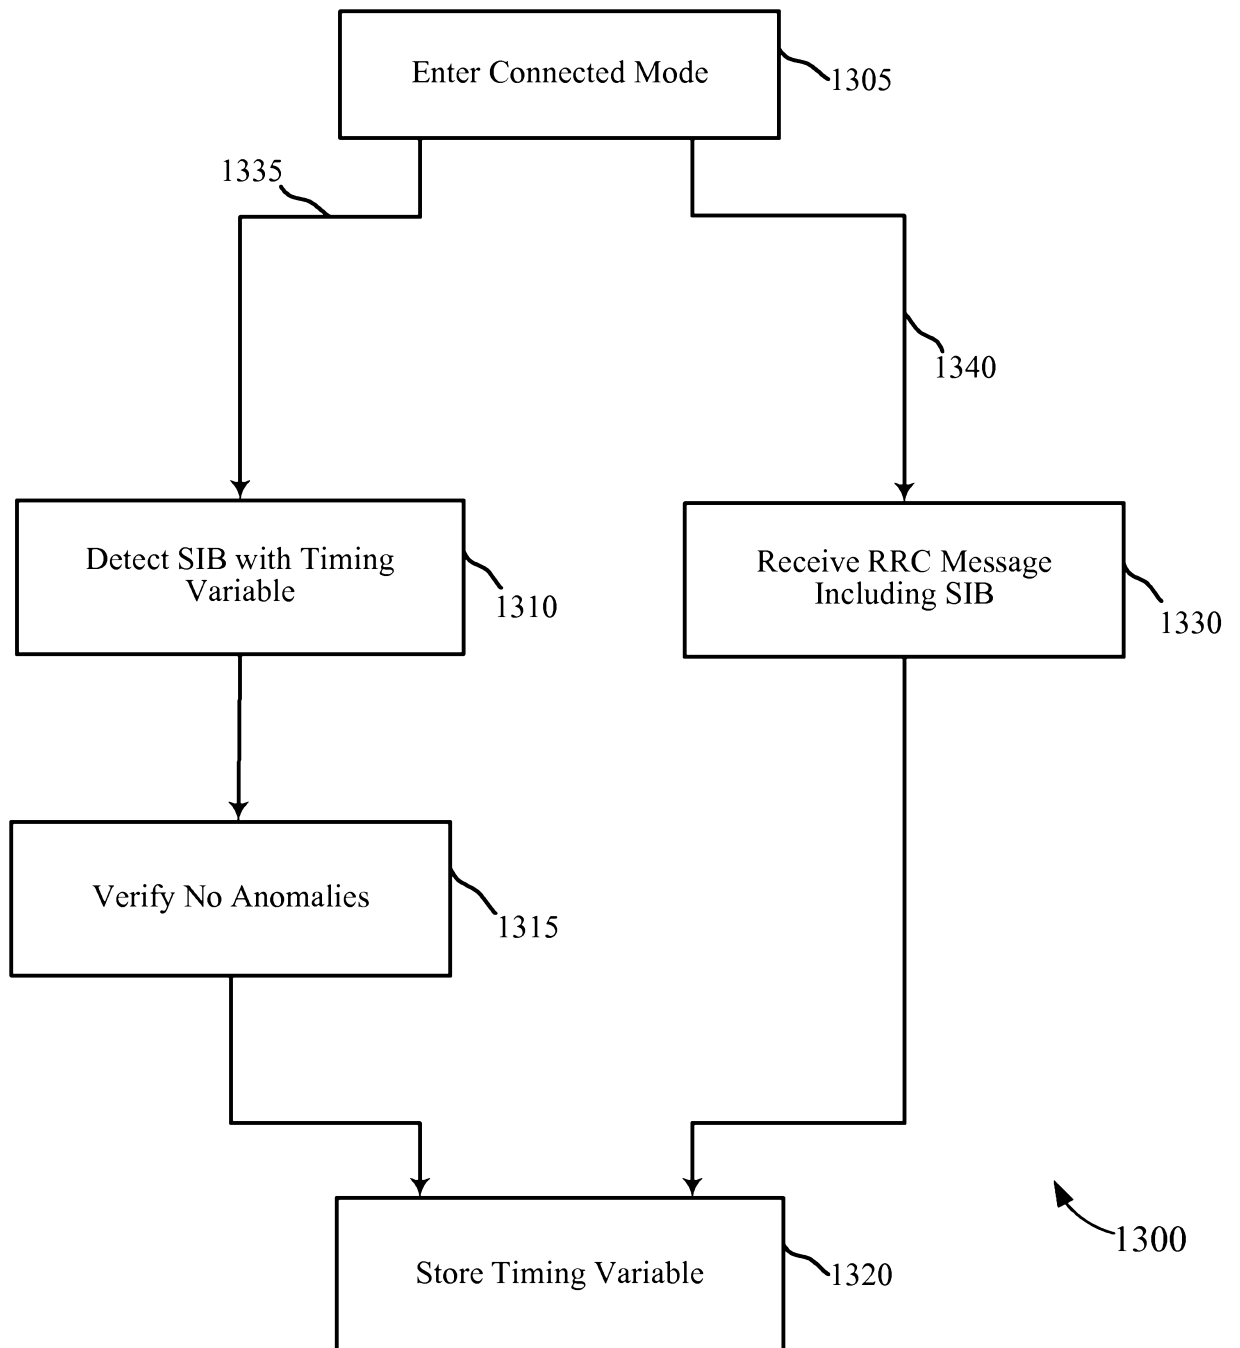 Enter Connected Mode
1305
1335
1340
Detect SIB with Timing
Variable
1310
Receive RRC Message
Including SIB
1330
Verify No Anomalies
1315
Store Timing Variable
1320
1300